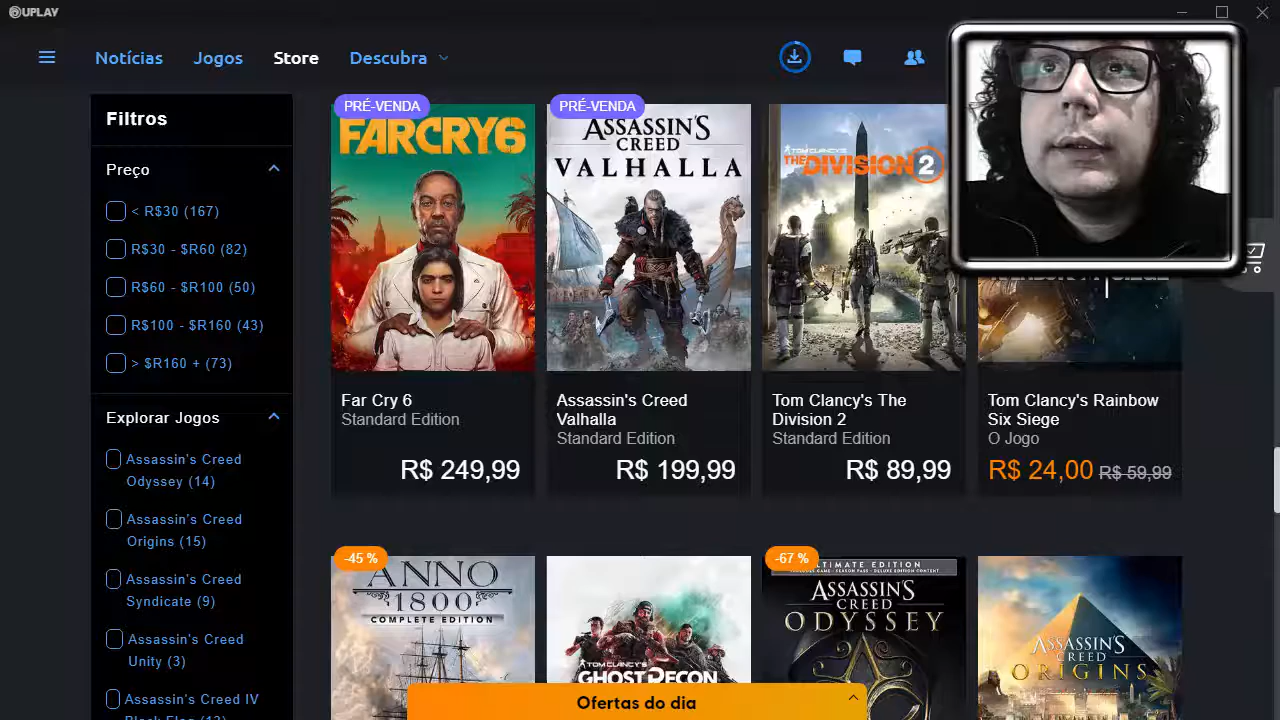 UPLAY
Notícias
Jogos
Store
Descubra
Filtros
Preço
< R$30 (167)
R$30 - $R60 (82)
R$60 - $R100 (50)
R$100 - $R160 (43)
> $R160 + (73)
Explorar Jogos
Assassin's Creed
Odyssey (14)
Assassin's Creed
Origins (15)
Assassin's Creed
Syndicate (9)
Assassin's Creed
Unity (3)
Assassin's Creed IV
PRÉ-VENDA
FARCRY6
Far Cry 6
Standard Edition
R$ 249,99
PRÉ-VENDA
ASSASSIN'S
CREED
VALHALLA
Assassin's Creed
Valhalla
Standard Edition
R$ 199,99
TOM CLANCY'S
THE DIVISION 2
Tom Clancy's The
Division 2
Standard Edition
R$ 89,99
Tom Clancy's Rainbow
Six Siege
O Jogo
R$ 24,00 R$ 59,99
-45 %
ANNO
1800
COMPLETE EDITION
TOM CLANCY'S
GHOST RECON
-67 %
ULTIMATE EDITION
ASSASSIN'S
CREED
ODYSSEY
ASSASSIN'S
CREED
ORIGINS
Ofertas do dia